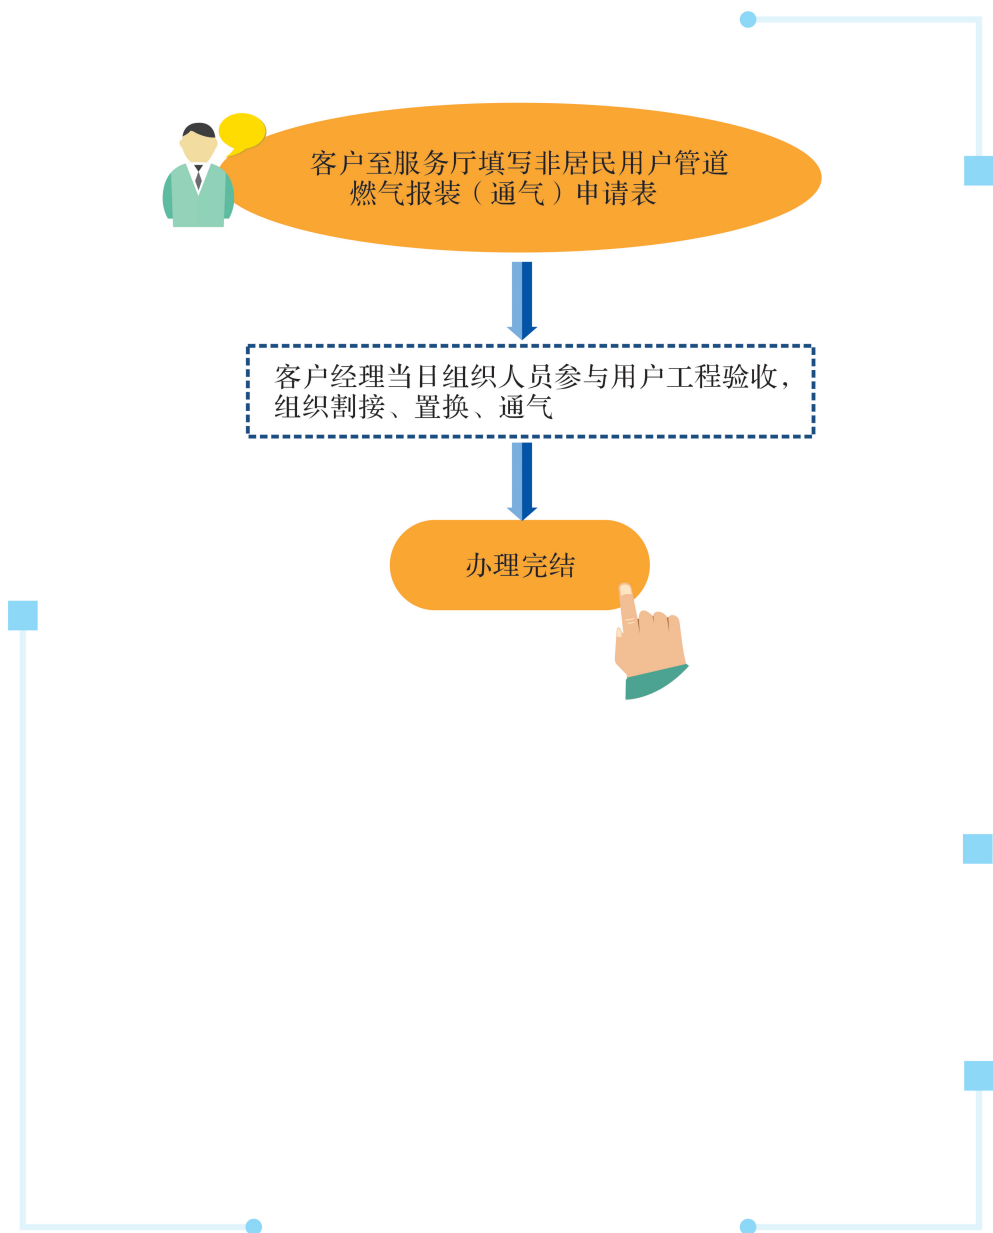 客户至服务厅填写非居民用户管道
燃气报装（通气）申请表
客户经理当日组织人员参与用户工程验收，
组织割接、置换、通气
办理完结